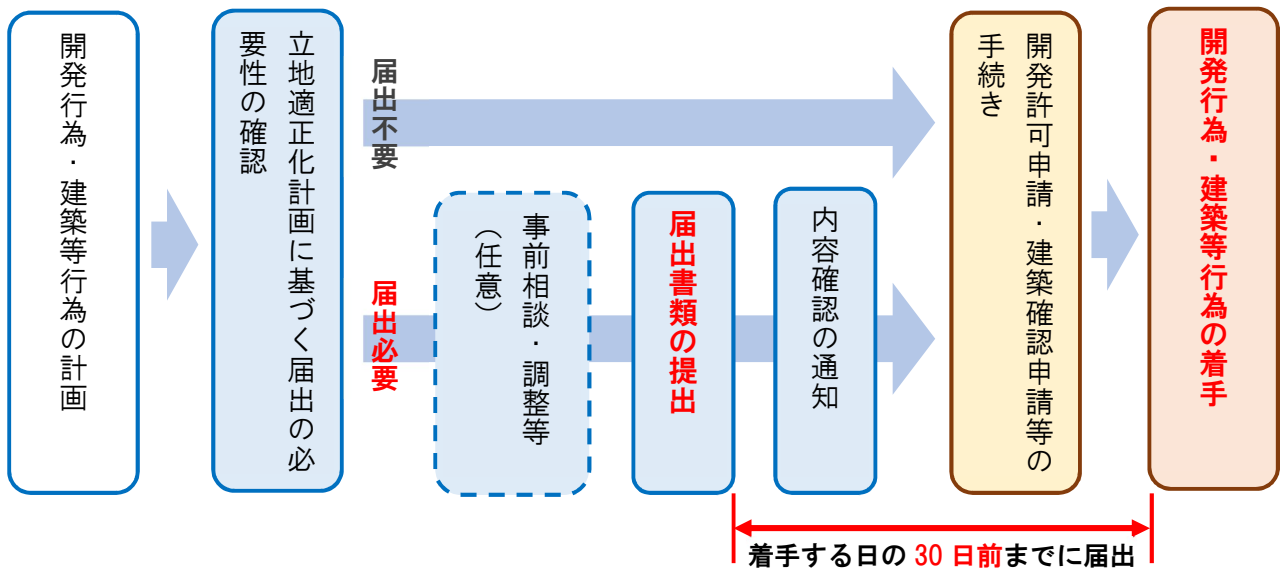 開発行為・建築等行為の計画
立地適正化計画に基づく届出の必
要性の確認
届出不要
届出必要
事前相談・調整等
（任意）
届出書類の提出
内容確認の通知
開発許可申請・建築確認申請等の
手続き
開発行為・建築等行為の着手
着手する日の 30 日前までに届出